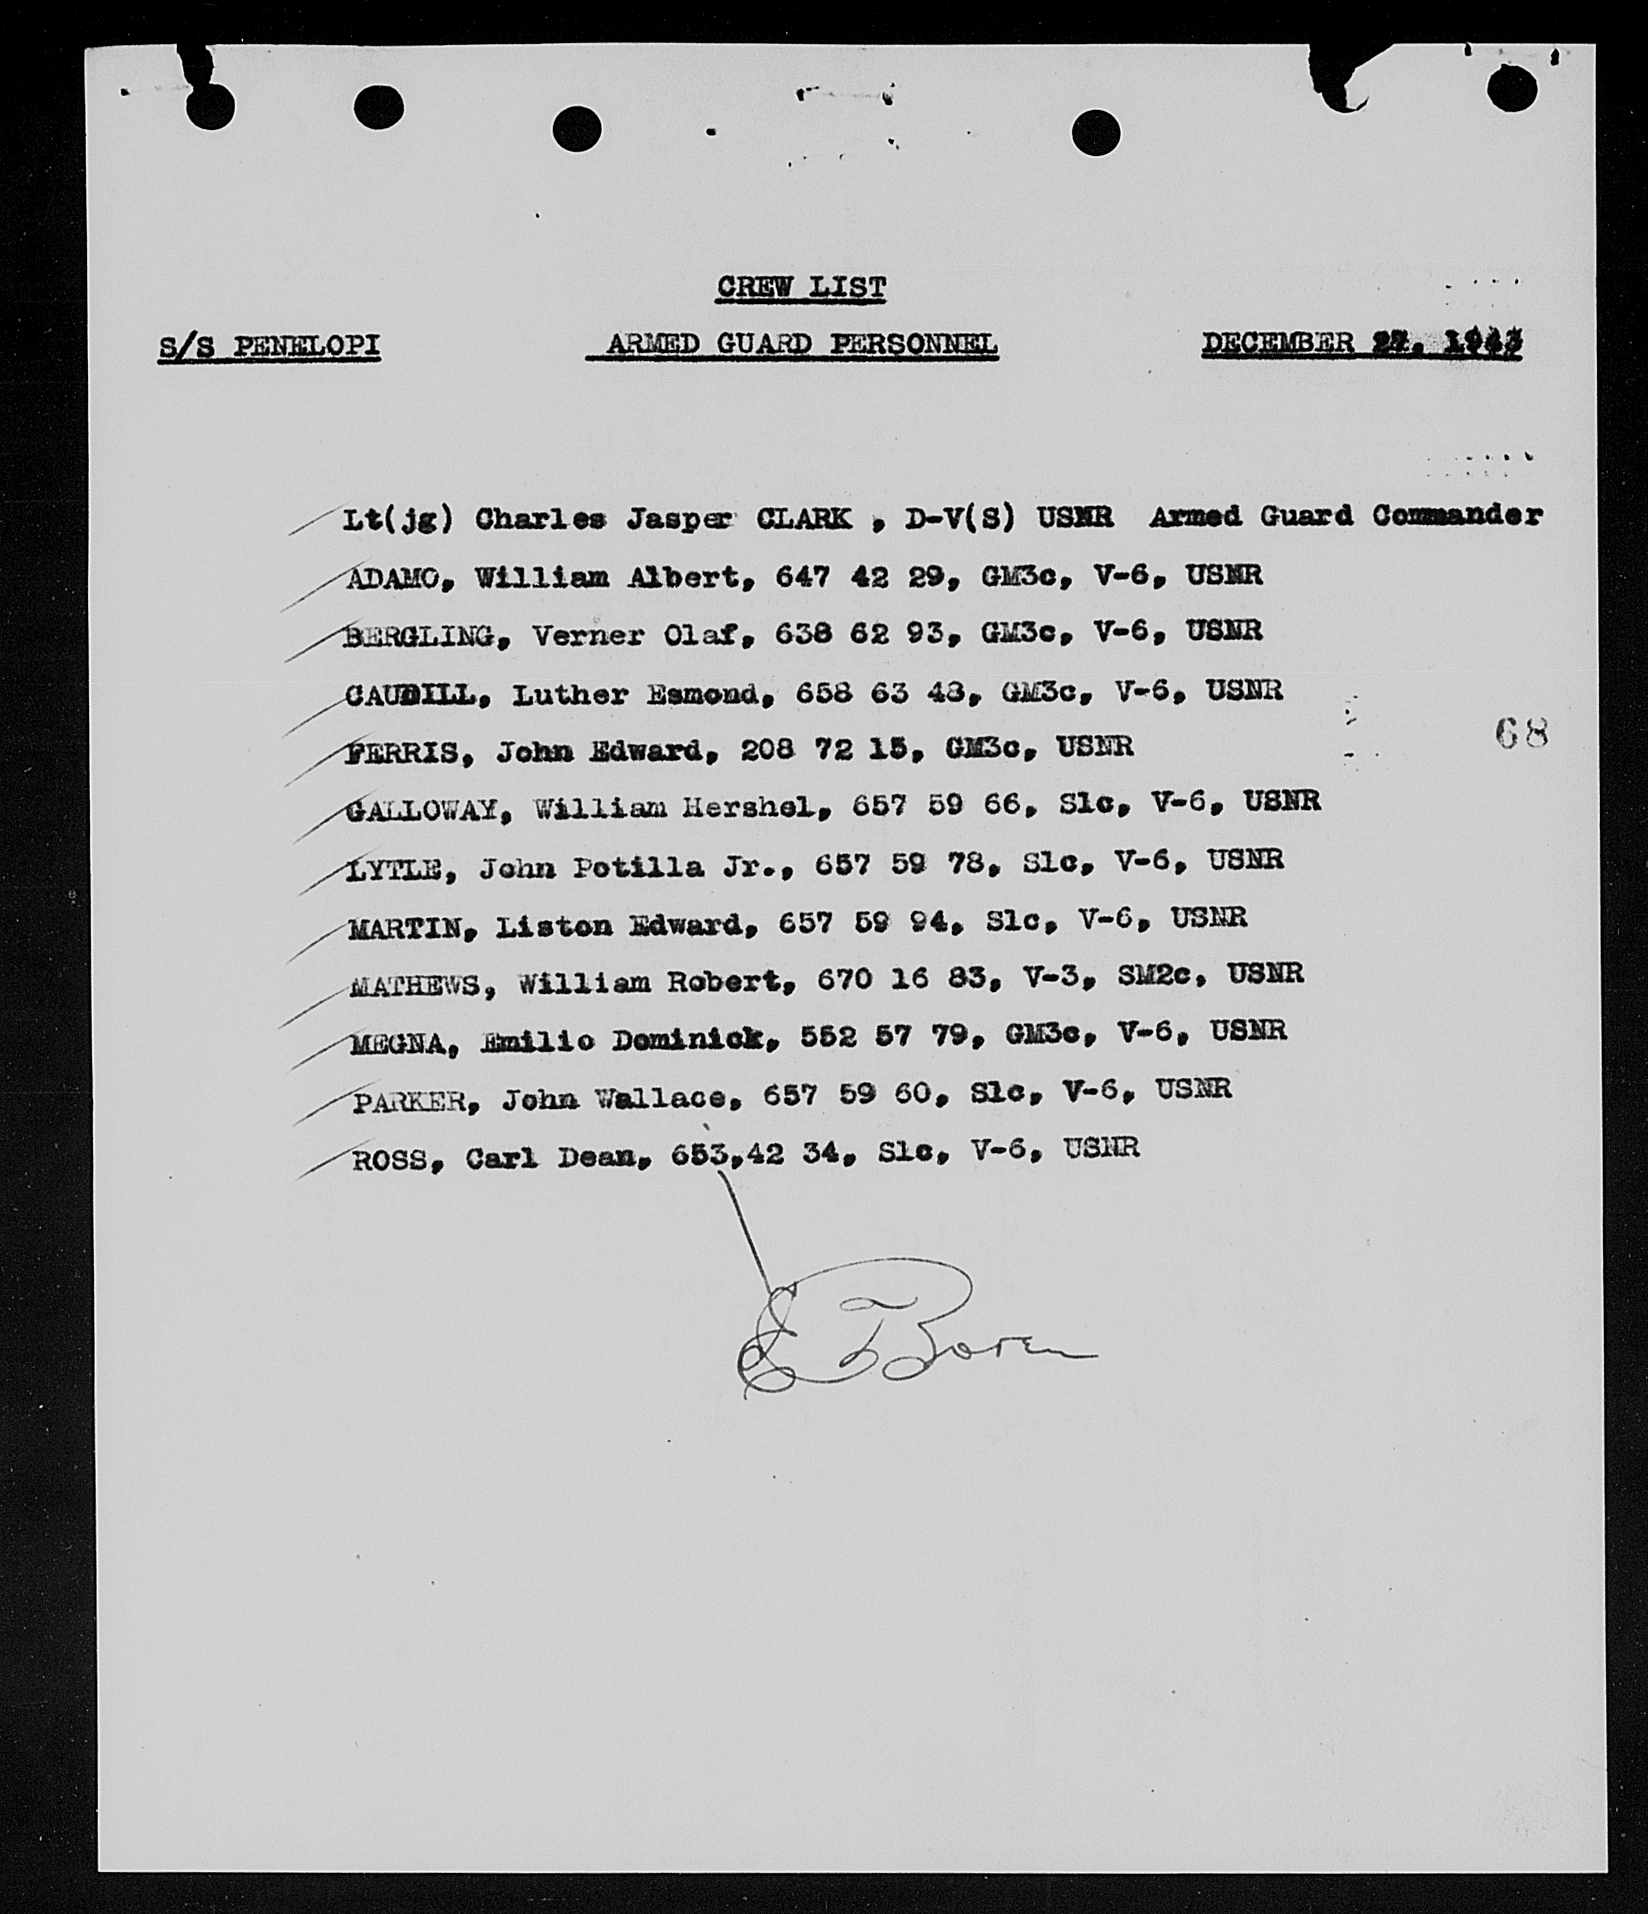 CREW LIST
S/S PENELOPI ARMED GUARD PERSONNEL DECEMBER 27, 1943
Lt(jg) Charles Jasper CLARK , D-V(S) USNR Armed Guard Commander
ADAMO, William Albert, 647 42 29, GM3c, V-6, USNR
BERGLING, Verner Olaf, 638 62 93, GM3c, V-6, USNR
CAUDILL, Luther Esmond, 658 63 48, GM3c, V-6, USNR
68
FERRIS, John Edward, 208 72 15, GM3c, USNR
GALLOWAY, William Hershel, 657 59 66, S1c, V-6, USNR
LYTLE, John Potilla Jr., 657 59 78, S1c, V-6, USNR
MARTIN, Liston Edward, 657 59 94, S1c, V-6, USNR
MATHEWS, William Robert, 670 16 83, V-3, SM2c, USNR
MEGNA, Emilio Dominick, 552 57 79, GM3c, V-6, USNR
PARKER, John Wallace, 657 59 60, S1c, V-6, USNR
ROSS, Carl Dean, 653,42 34, S1c, V-6, USNR
E F Boren